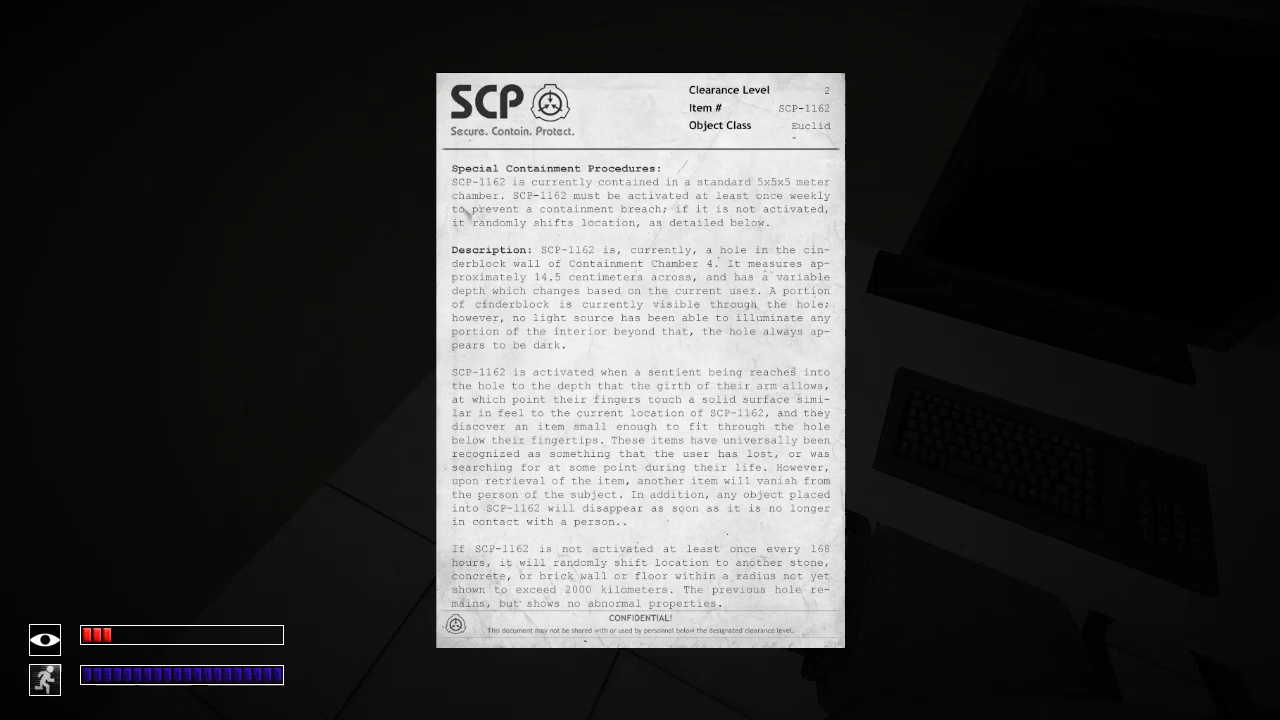 SCP
Secure. Contain. Protect.
Clearance Level 2
Item # SCP-1162
Object Class Euclid
-
Special Containment Procedures:
SCP-1162 is currently contained in a standard 5x5x5 meter
chamber. SCP-1162 must be activated at least once weekly
to prevent a containment breach; if it is not activated,
it randomly shifts location, as detailed below.
Description: SCP-1162 is, currently, a hole in the cin-
derblock wall of Containment Chamber 4. It measures ap-
proximately 14.5 centimeters across, and has a variable
depth which changes based on the current user. A portion
of cinderblock is currently visible through the hole;
however, no light source has been able to illuminate any
portion of the interior beyond that, the hole always ap-
pears to be dark.
SCP-1162 is activated when a sentient being reaches into
the hole to the depth that the girth of their arm allows,
at which point their fingers touch a solid surface simi-
lar in feel to the current location of SCP-1162, and they
discover an item small enough to fit through the hole
below their fingertips. These items have universally been
recognized as something that the user has lost, or was
searching for at some point during their life. However,
upon retrieval of the item, another item will vanish from
the person of the subject. In addition, any object placed
into SCP-1162 will disappear as soon as it is no longer
in contact with a person..
If SCP-1162 is not activated at least once every 168
hours, it will randomly shift location to another stone,
concrete, or brick wall or floor within a radius not yet
shown to exceed 2000 kilometers. The previous hole re-
mains, but shows no abnormal properties.
CONFIDENTIAL!
This document may not be shared with or used by personnel below the designated clearance level.